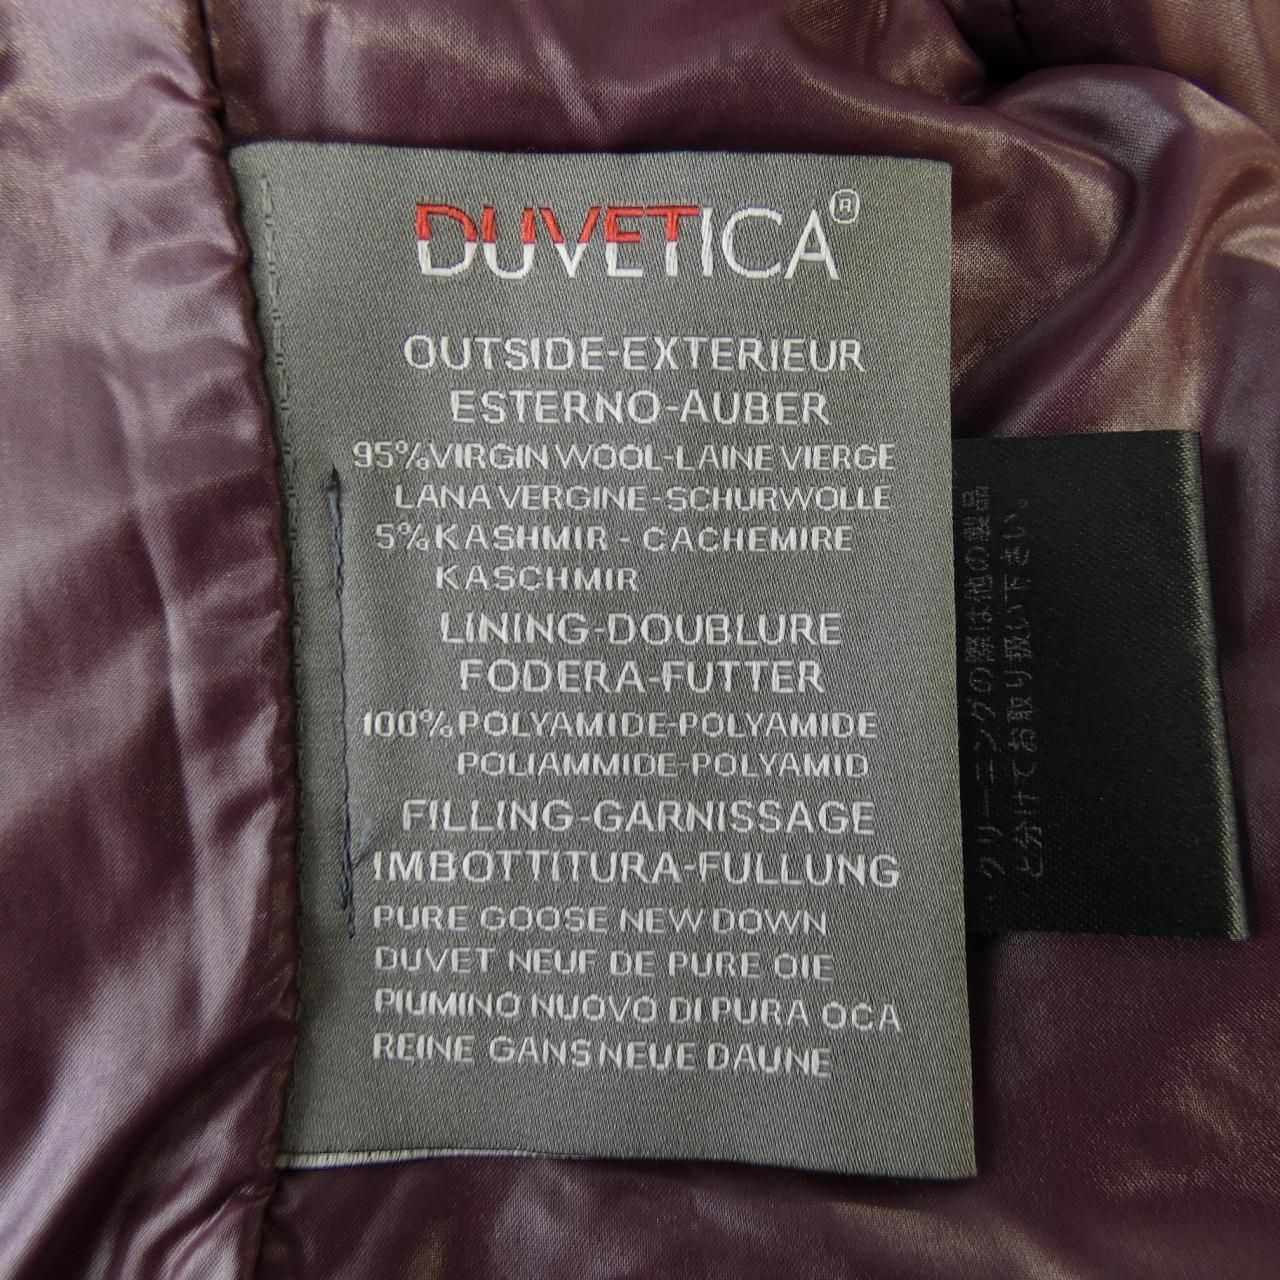 DUVETICA®
OUTSIDE-EXTERIEUR
ESTERNO-AUBER
95%VIRGIN WOOL-LAINE VIERGE
LANA VERGINE-SCHURWOLLE
5%KASHMIR - CACHEMIRE
KASCHMIR
LINING-DOUBLURE
FODERA-FUTTER
100%POLYAMIDE-POLYAMIDE
POLIAMMIDE-POLYAMID
FILLING-GARNISSAGE
IMBOTTITURA-FULLUNG
PURE GOOSE NEW DOWN
DUVET NEUF DE PURE OIE
PIUMINO NUOVO DI PURA OCA
REINE GANS NEUE DAUNE
クリーニングの際は他の製品
と分けてお取り扱い下さい。